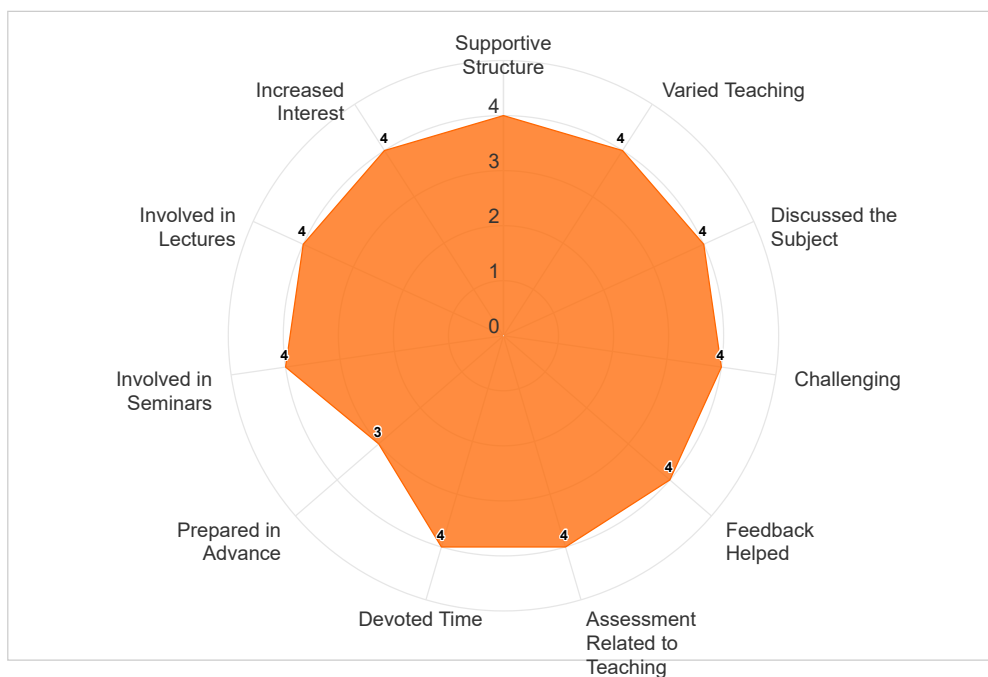 Supportive
Structure
Increased
Interest
Varied Teaching
4
4
4
3
Involved in
Lectures
4
4
Discussed the
Subject
2
1
0
Involved in
Seminars
4
4
Challenging
3
4
Prepared in
Advance
Feedback
Helped
4
4
Devoted Time
Assessment
Related to
Teaching